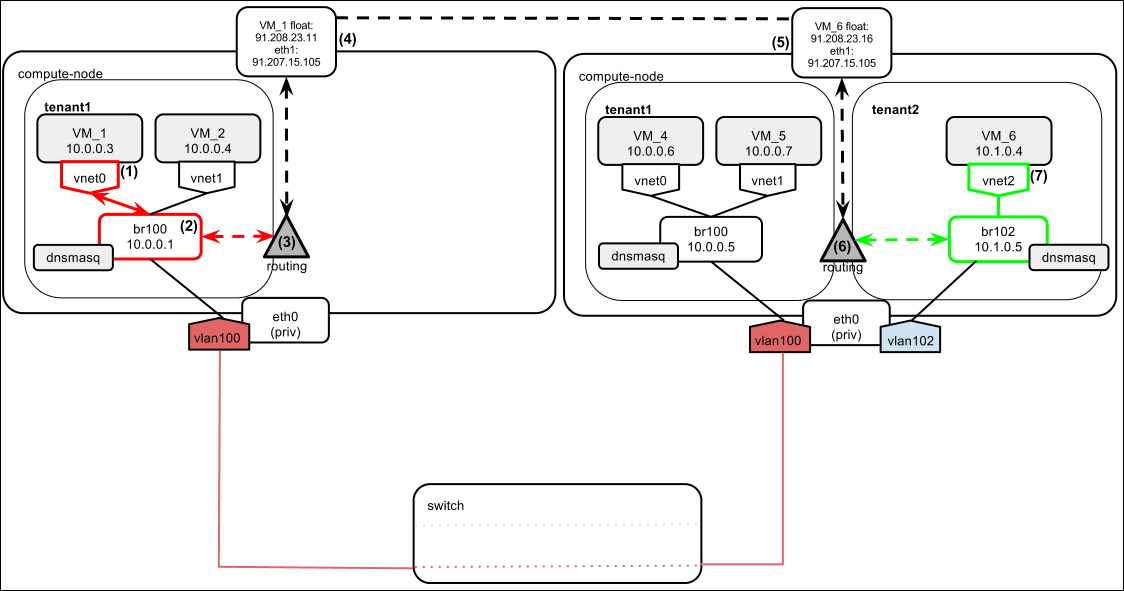 VM_1 float:
91.208.23.11
eth1:
91.207.15.105
(4)
compute-node
tenant1
VM_1
10.0.0.3
VM_2
10.0.0.4
vnet0
(1)
vnet1
br100
(2)
10.0.0.1
dnsmasq
(3)
routing
eth0
(priv)
vlan100
VM_6 float:
91.208.23.16
eth1:
91.207.15.105
(5)
compute-node
tenant1
VM_4
10.0.0.6
VM_5
10.0.0.7
vnet0
vnet1
br100
10.0.0.5
dnsmasq
(6)
routing
tenant2
VM_6
10.1.0.4
vnet2
(7)
br102
10.1.0.5
dnsmasq
eth0
(priv)
vlan100
vlan102
switch